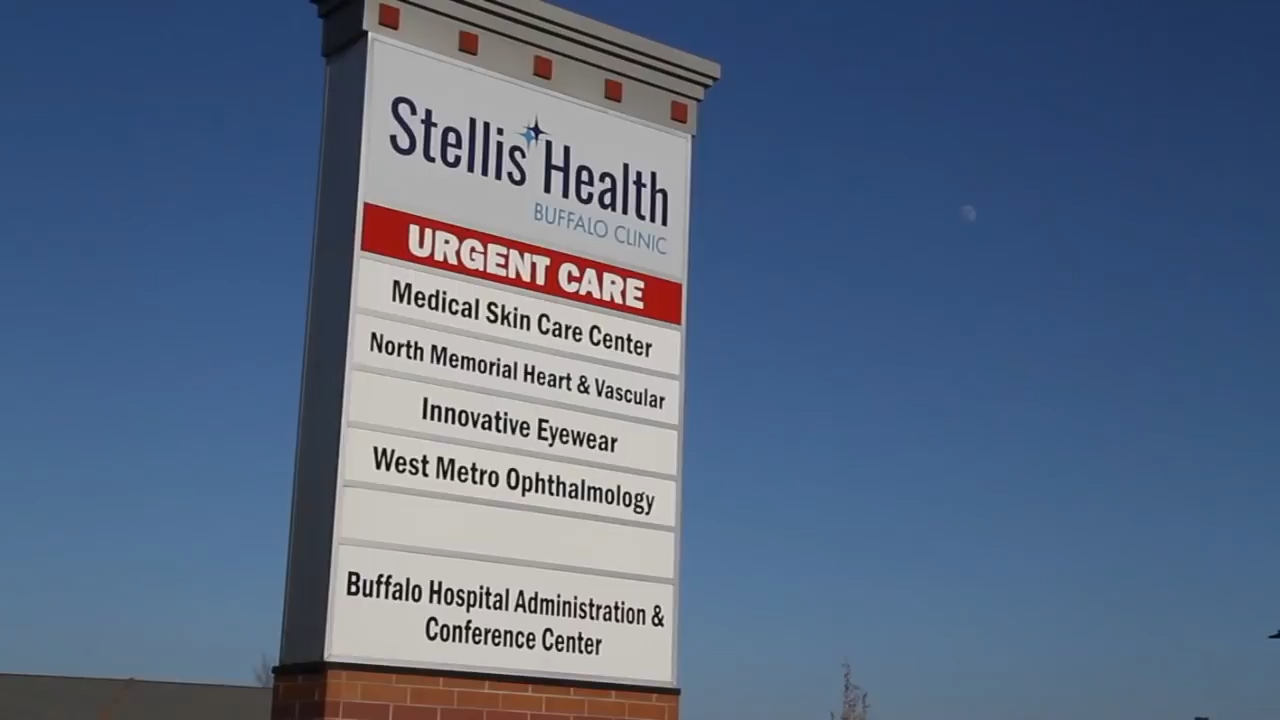 Stellis Health
BUFFALO CLINIC
URGENT CARE
Medical Skin Care Center
North Memorial Heart & Vascular
Innovative Eyewear
West Metro Ophthalmology
Buffalo Hospital Administration &
Conference Center